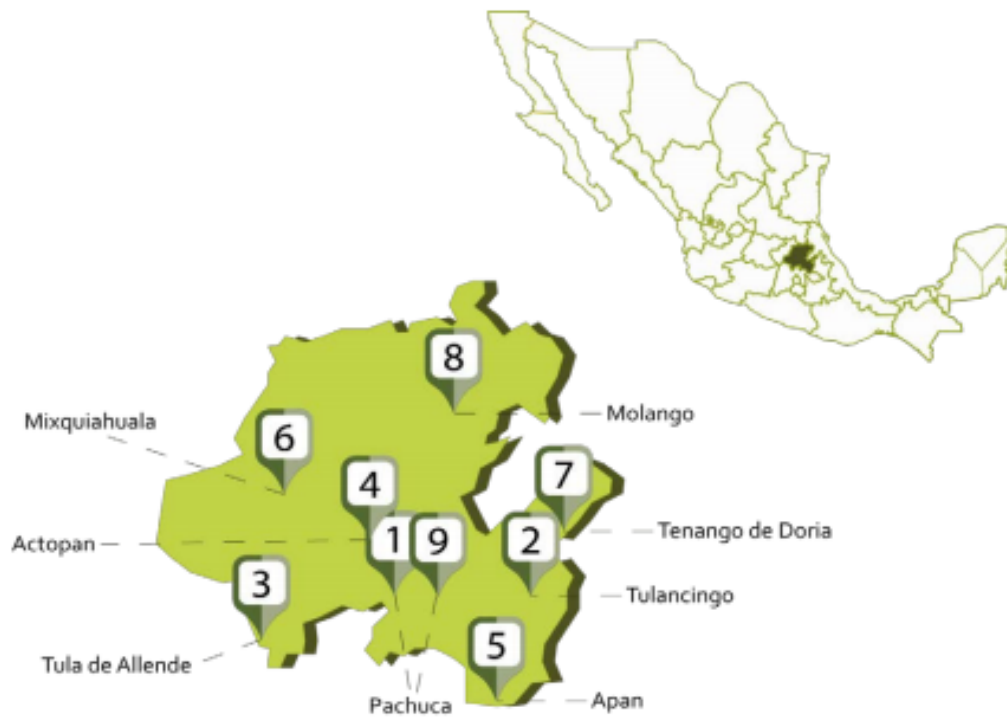 8
Molango
Mixquiahuala
6
7
4
Tenango de Doria
Actopan
1
9
2
3
Tulancingo
5
Tula de Allende
Pachuca
Apan